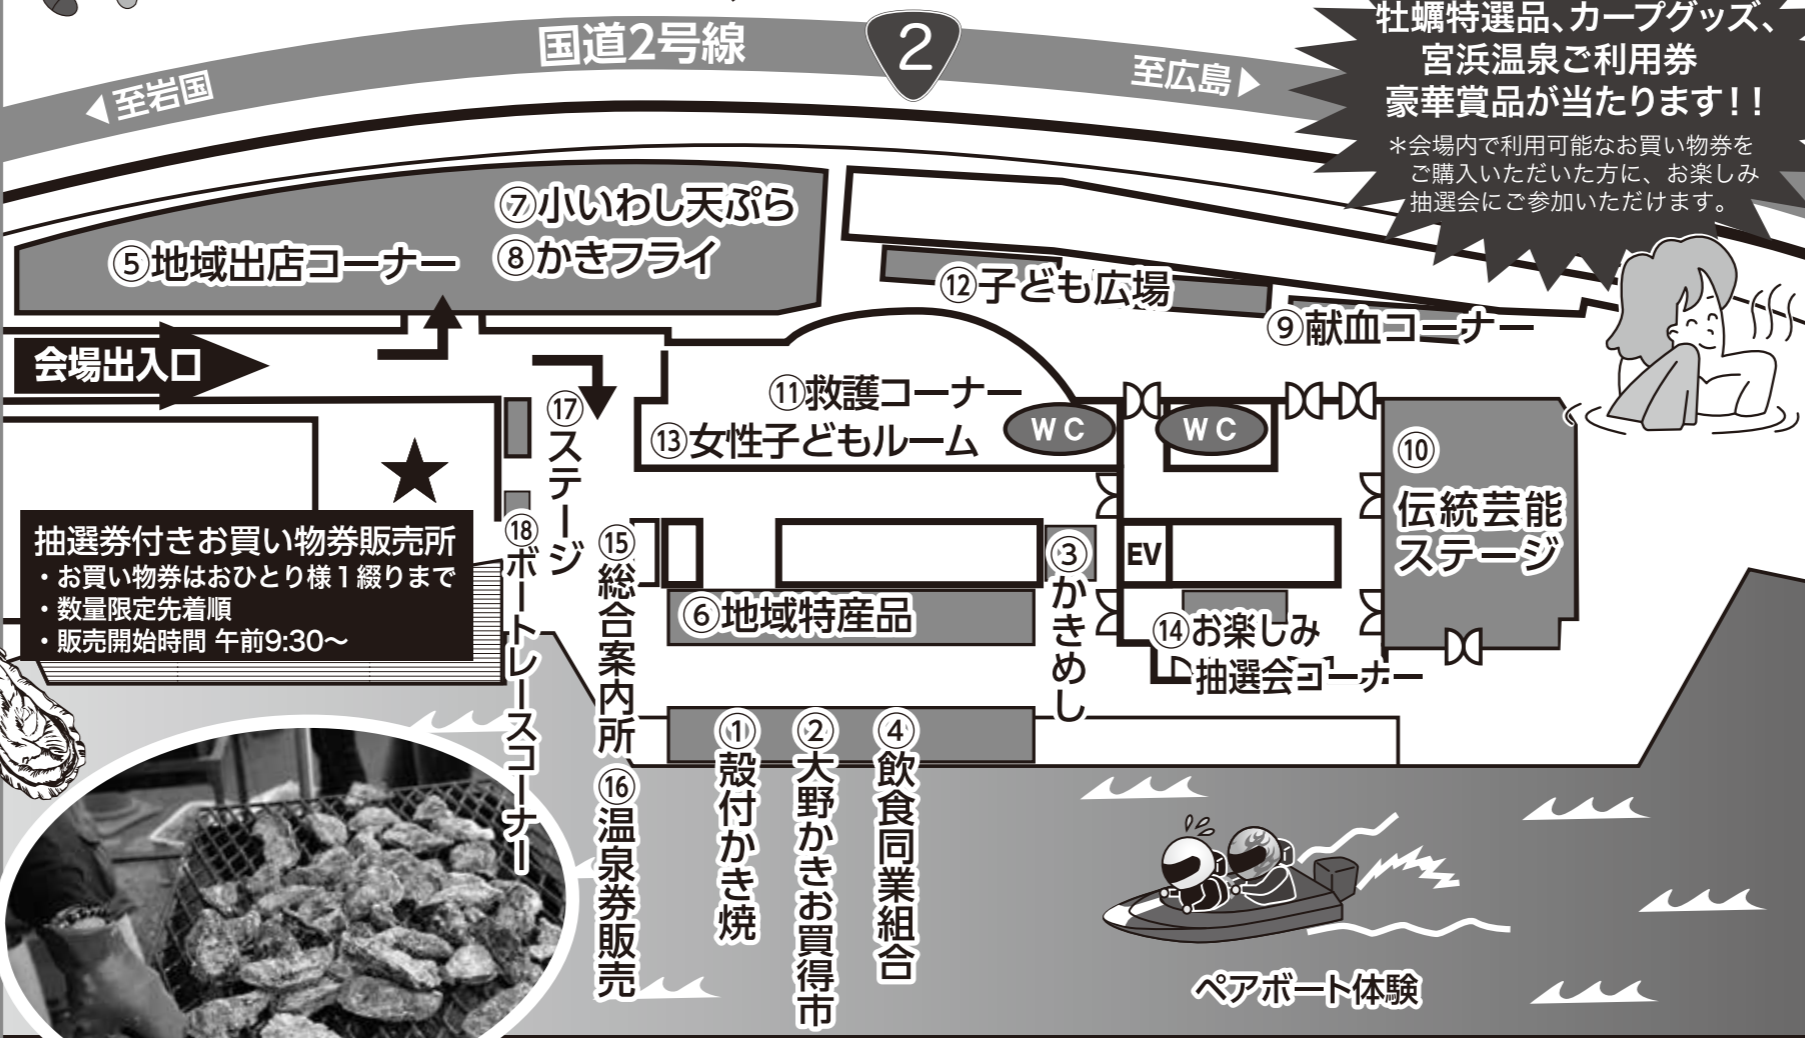 国道2号線
2
◀至岩国
至広島▶
牡蠣特選品、カープグッズ、
宮浜温泉ご利用券
豪華賞品が当たります!!
*会場内で利用可能なお買い物券を
ご購入いただいた方に、お楽しみ
抽選会にご参加いただけます。
⑦小いわし天ぷら
⑧かきフライ
⑤地域出店コーナー
⑫子ども広場
⑨献血コーナー
会場出入口
⑪救護コーナー
⑬女性子どもルーム
WC
WC
⑩
伝統芸能
ステージ
⑰ステージ
★
抽選券付きお買い物券販売所
・お買い物券はおひとり様1綴りまで
・数量限定先着順
・販売開始時間 午前9:30〜
⑱ボートレースコーナー
⑮総合案内所
⑯温泉券販売
⑥地域特産品
③かきめし
EV
⑭お楽しみ
抽選会コーナー
①殻付かき焼
②大野かきお買得市
④飲食同業組合
ペアボート体験